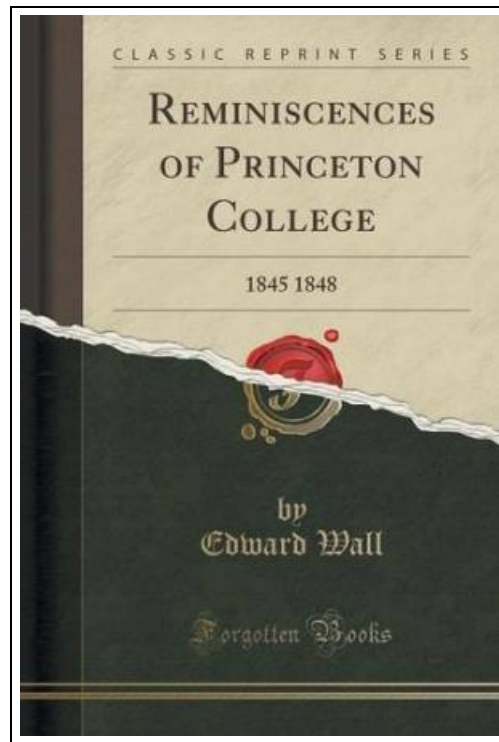 CLASSIC REPRINT SERIES
REMINISCENCES
OF PRINCETON
COLLEGE
1845 1848
by
Edward Wall
Forgotten Books